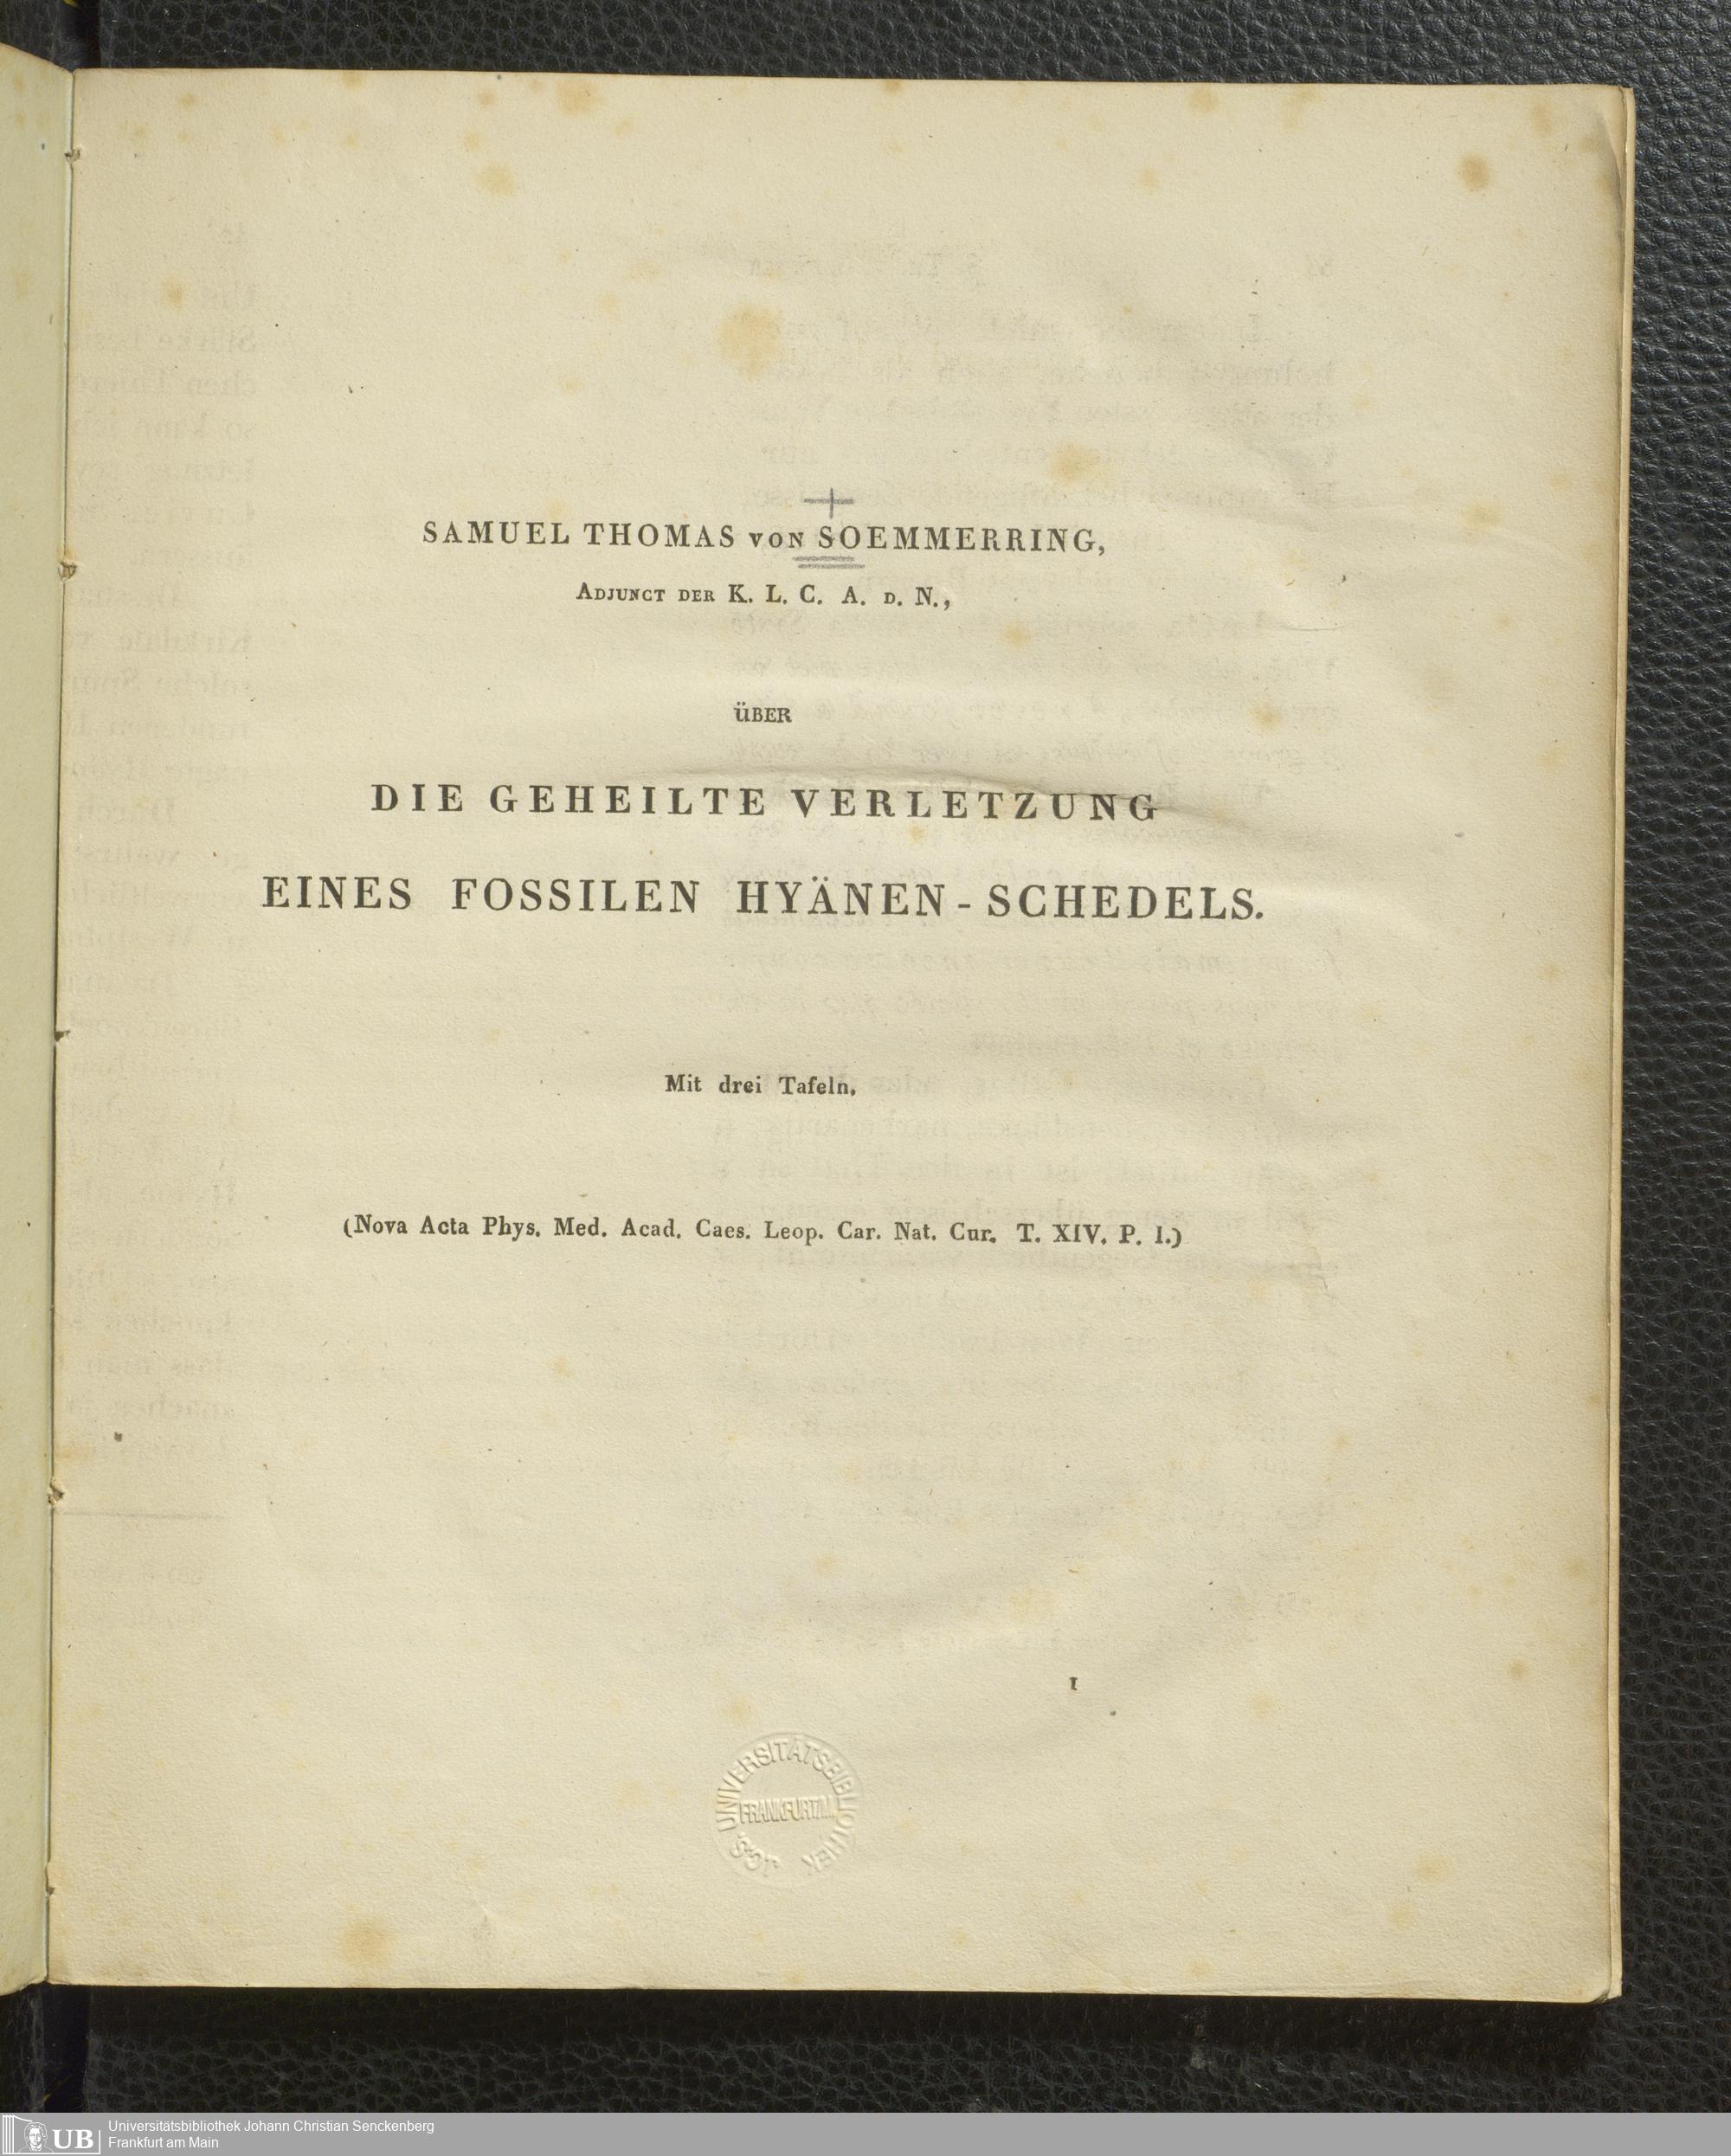 SAMUEL THOMAS VON SOEMMERRING,
ADJUNCT DER K. L. C. A. D. N.,
ÜBER
DIE GEHEILTE VERLETZUNG
EINES FOSSILEN HYÄNEN-SCHEDELS.
Mit drei Tafeln.
(Nova Acta Phys. Med. Acad. Caes. Leop. Car. Nat. Cur. T. XIV. P. I.)
1
UNIVERSITÄTSBIBLIOTHEK
FRANKFURT/M.
UB
Universitätsbibliothek Johann Christian Senckenberg
Frankfurt am Main